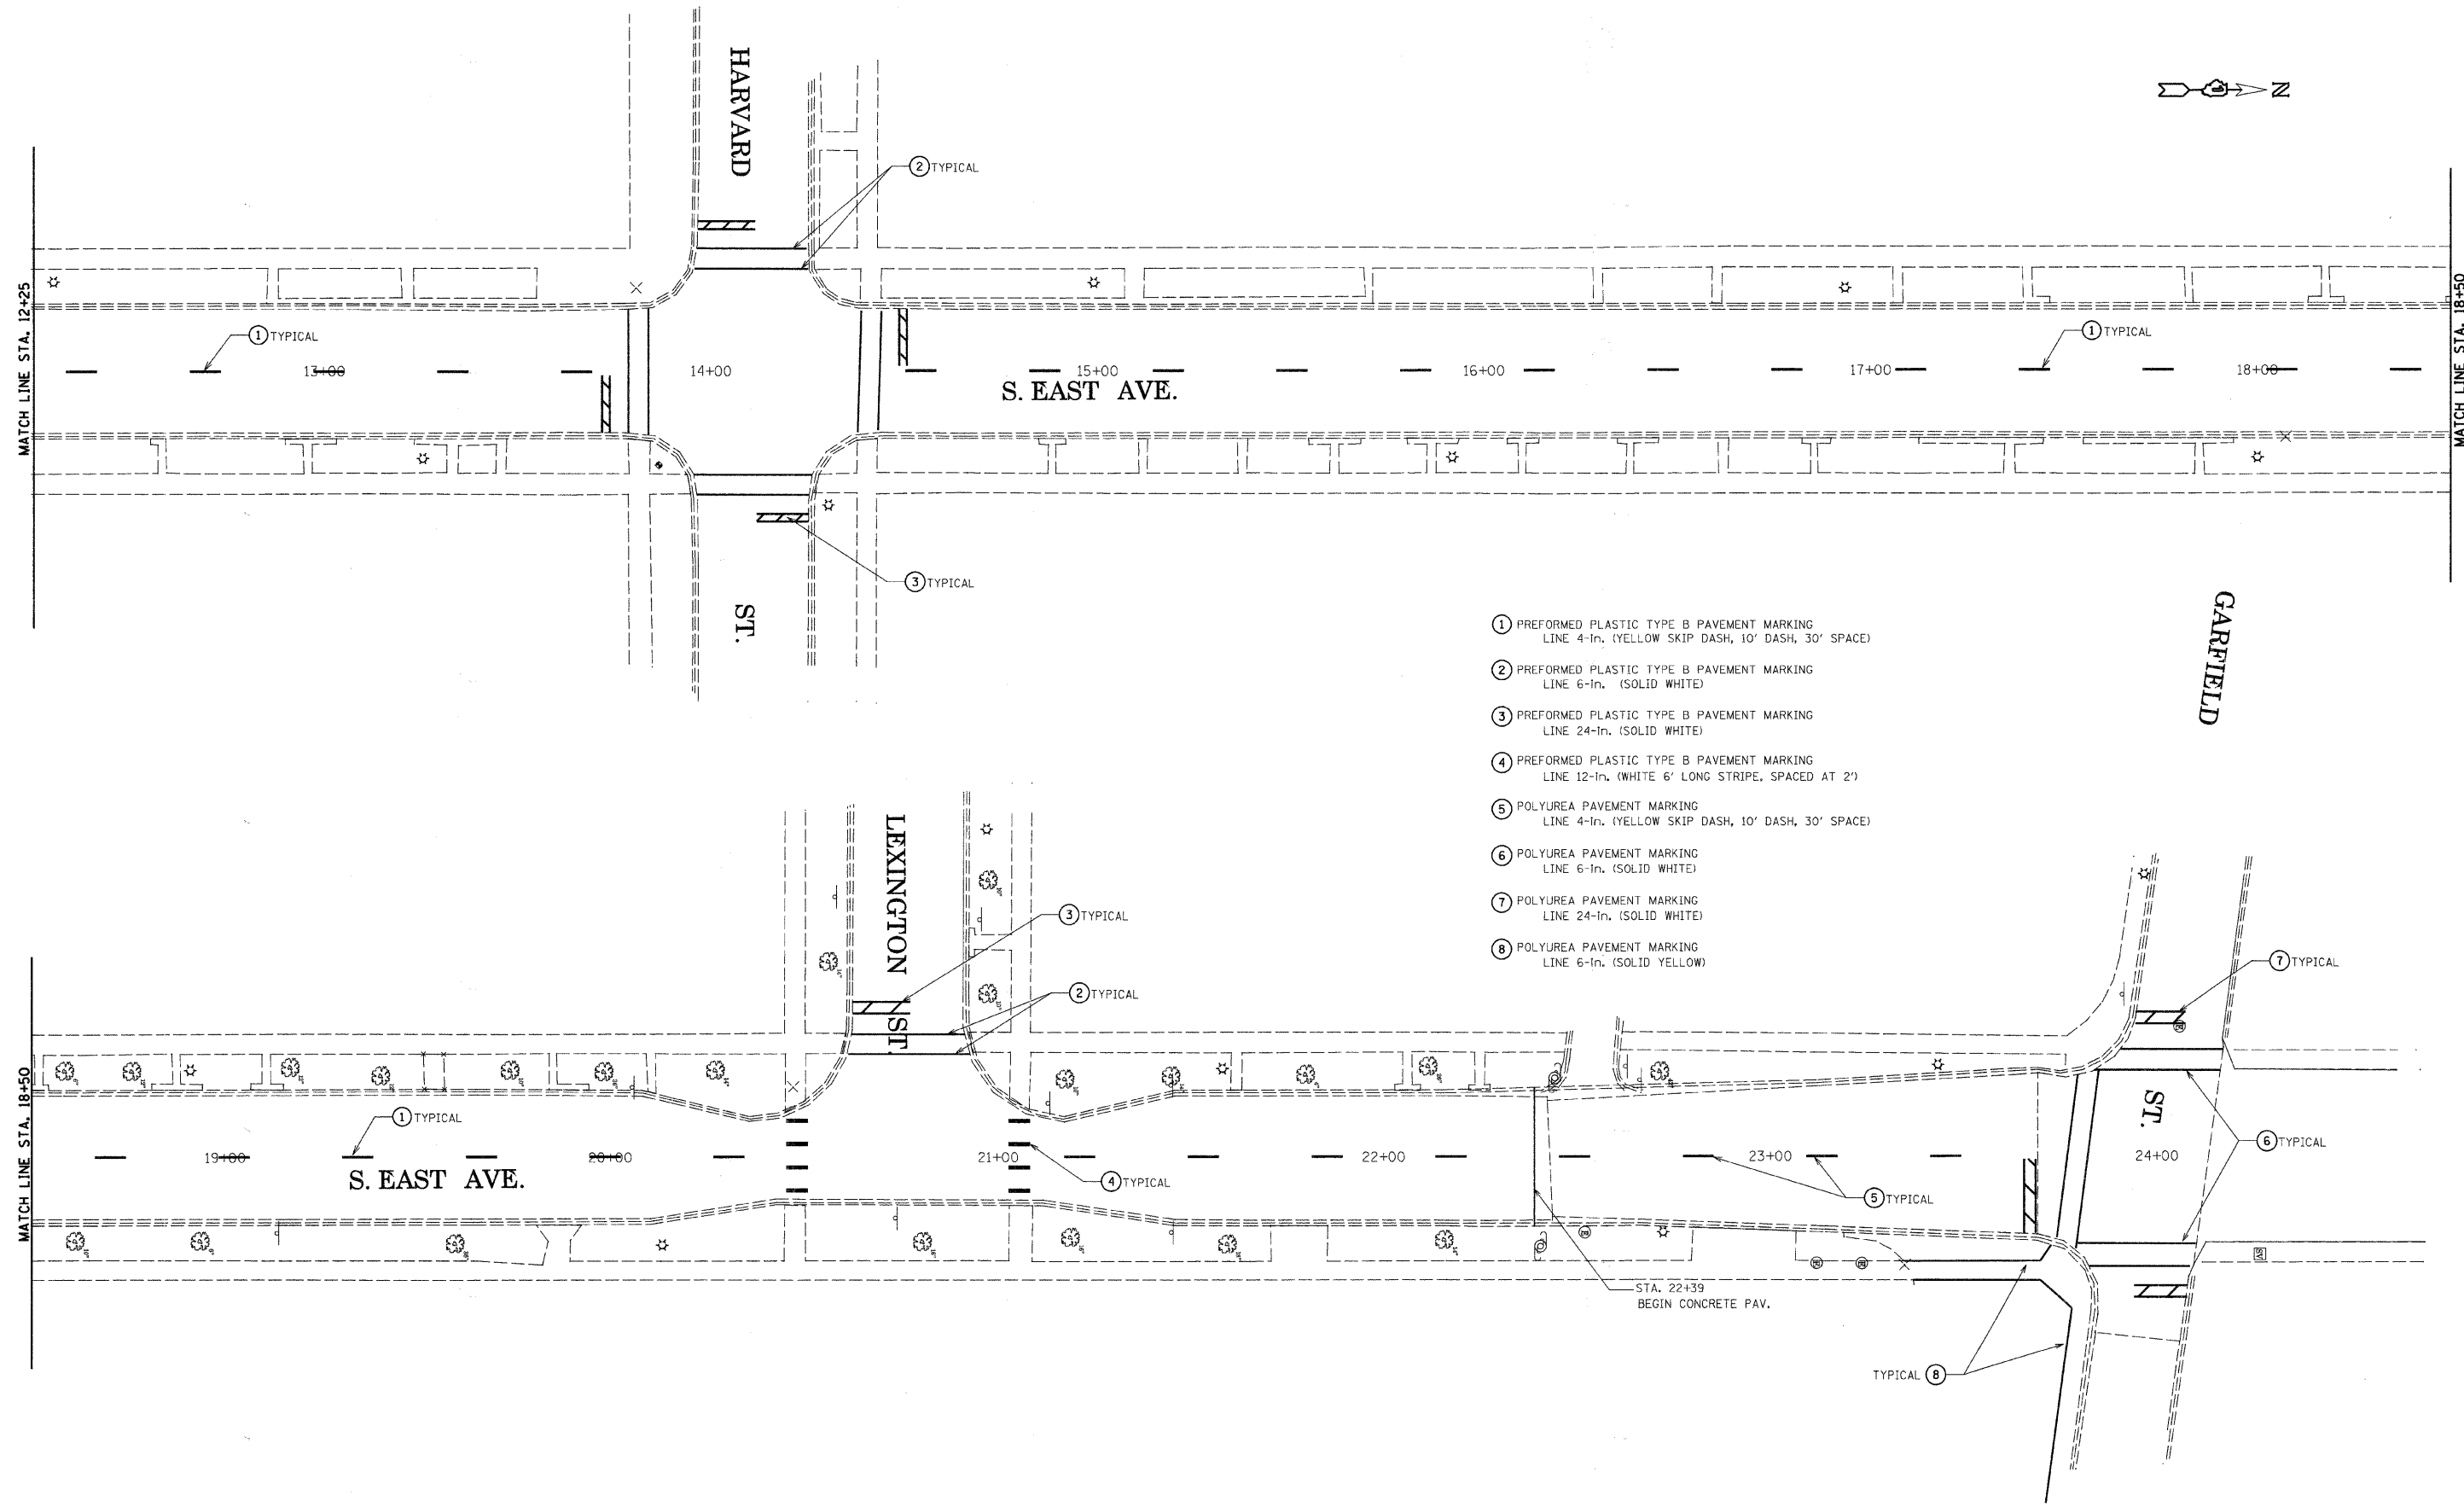 HARVARD
N
2 TYPICAL
MATCH LINE STA. 12+25
MATCH LINE STA. 18+50
1 TYPICAL
1 TYPICAL
13+00
14+00
15+00
16+00
17+00
18+00
S. EAST AVE.
3 TYPICAL
ST.
GARFIELD
1 PREFORMED PLASTIC TYPE B PAVEMENT MARKING
LINE 4-in. (YELLOW SKIP DASH, 10' DASH, 30' SPACE)
2 PREFORMED PLASTIC TYPE B PAVEMENT MARKING
LINE 6-in. (SOLID WHITE)
3 PREFORMED PLASTIC TYPE B PAVEMENT MARKING
LINE 24-in. (SOLID WHITE)
4 PREFORMED PLASTIC TYPE B PAVEMENT MARKING
LINE 12-in. (WHITE 6' LONG STRIPE, SPACED AT 2')
5 POLYUREA PAVEMENT MARKING
LINE 4-in. (YELLOW SKIP DASH, 10' DASH, 30' SPACE)
6 POLYUREA PAVEMENT MARKING
LINE 6-in. (SOLID WHITE)
7 POLYUREA PAVEMENT MARKING
LINE 24-in. (SOLID WHITE)
8 POLYUREA PAVEMENT MARKING
LINE 6-in. (SOLID YELLOW)
LEXINGTON
ST.
3 TYPICAL
2 TYPICAL
7 TYPICAL
MATCH LINE STA. 18+50
1 TYPICAL
ST.
6 TYPICAL
19+00
20+00
21+00
22+00
23+00
24+00
S. EAST AVE.
4 TYPICAL
5 TYPICAL
STA. 22+39
BEGIN CONCRETE PAV.
TYPICAL 8